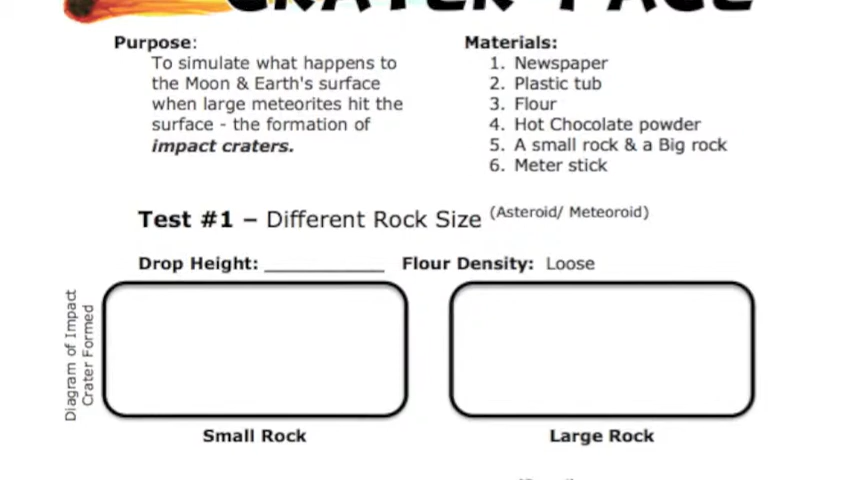 CRATER FACE
Purpose:
To simulate what happens to
the Moon & Earth's surface
when large meteorites hit the
surface - the formation of
impact craters.
Materials:
1. Newspaper
2. Plastic tub
3. Flour
4. Hot Chocolate powder
5. A small rock & a Big rock
6. Meter stick
Test #1 – Different Rock Size (Asteroid/ Meteoroid)
Drop Height: ____________ Flour Density: Loose
Diagram of Impact
Crater Formed
Small Rock
Large Rock